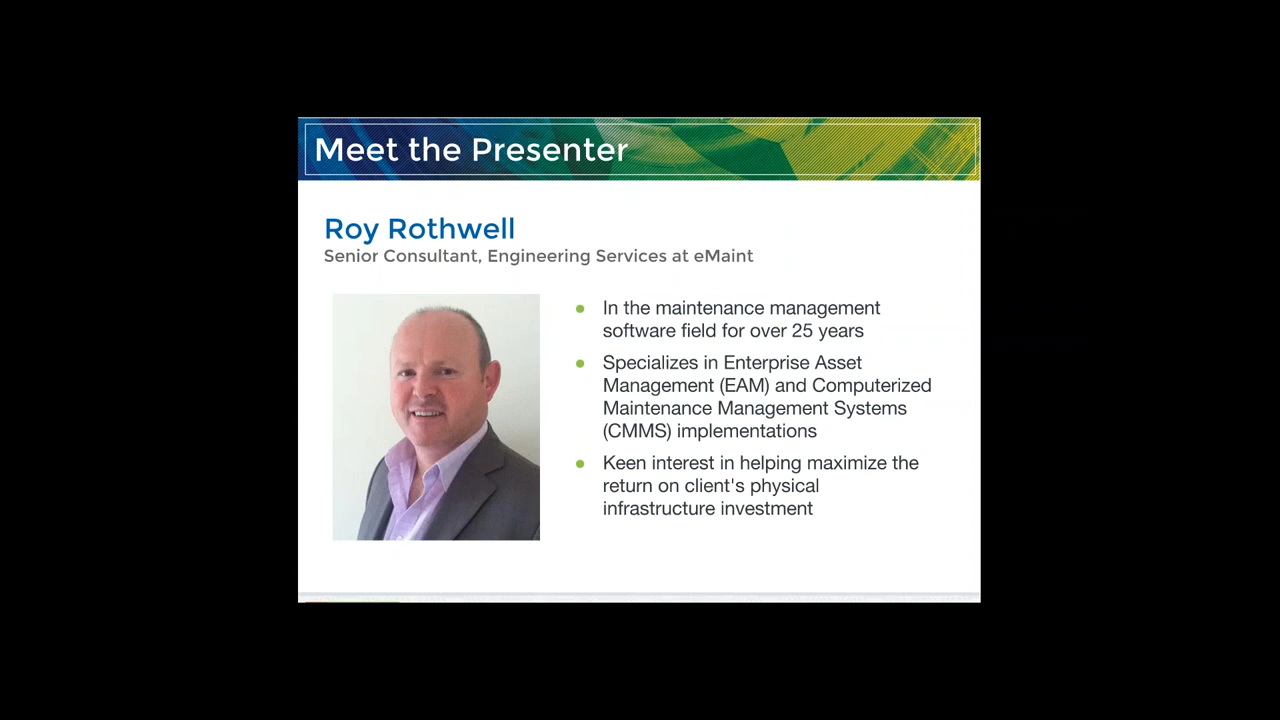 Meet the Presenter
Roy Rothwell
Senior Consultant, Engineering Services at eMaint
In the maintenance management
software field for over 25 years
Specializes in Enterprise Asset
Management (EAM) and Computerized
Maintenance Management Systems
(CMMS) implementations
Keen interest in helping maximize the
return on client's physical
infrastructure investment